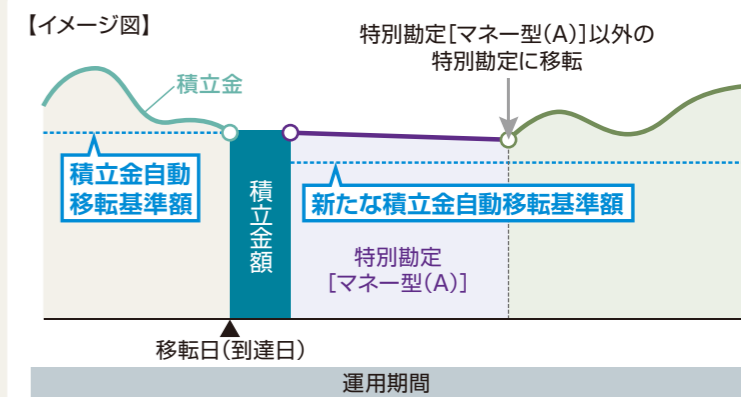 【イメージ図】
特別勘定[マネー型(A)]以外の
特別勘定に移転
積立金
積立金自動
移転基準額
積立金額
新たな積立金自動移転基準額
特別勘定
[マネー型(A)]
移転日(到達日)
運用期間